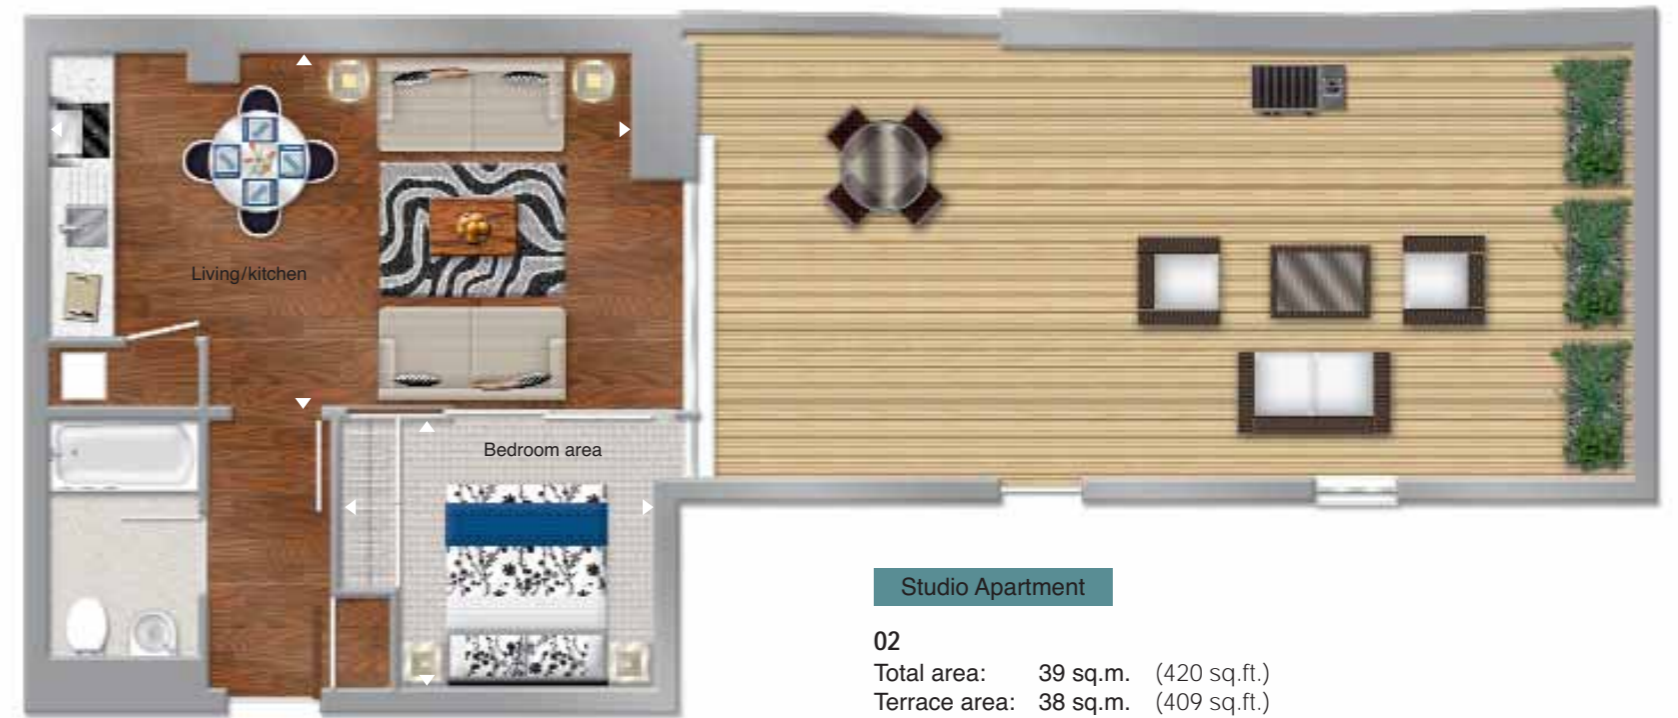 Living/kitchen
Bedroom area
Studio Apartment
02
Total area: 39 sq.m. (420 sq.ft.)
Terrace area: 38 sq.m. (409 sq.ft.)